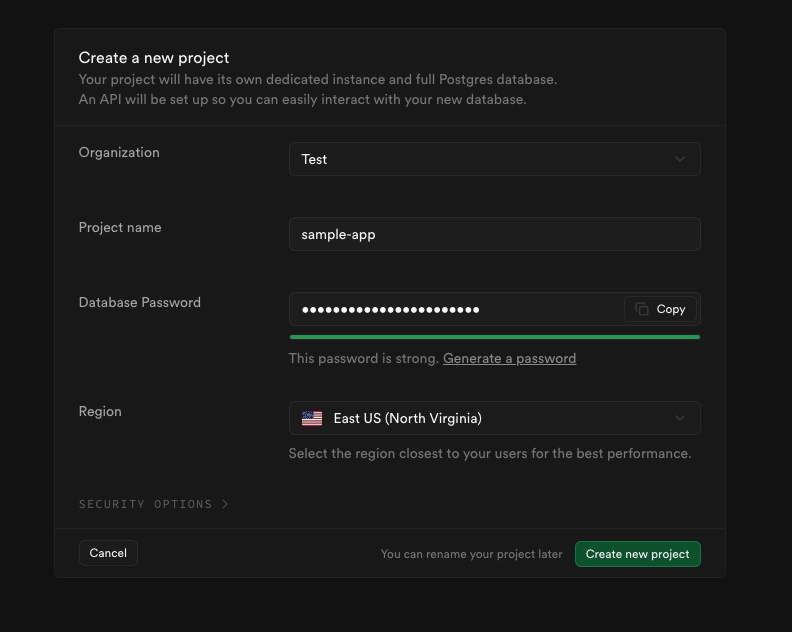 Create a new project
Your project will have its own dedicated instance and full Postgres database.
An API will be set up so you can easily interact with your new database.
Organization
Test
Project name
sample-app
Database Password
•••••••••••••••••••••••
Copy
This password is strong. Generate a password
Region
East US (North Virginia)
Select the region closest to your users for the best performance.
SECURITY OPTIONS >
Cancel
You can rename your project later
Create new project